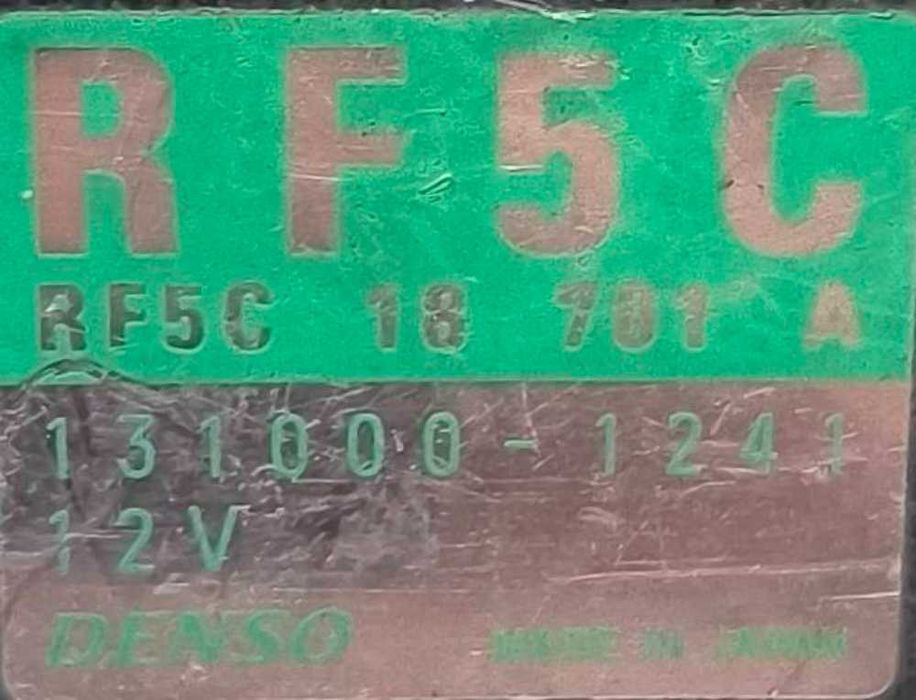 RF5C
RF5C 18 701 A
131000-1241
12V
DENSO
MADE IN JAPAN